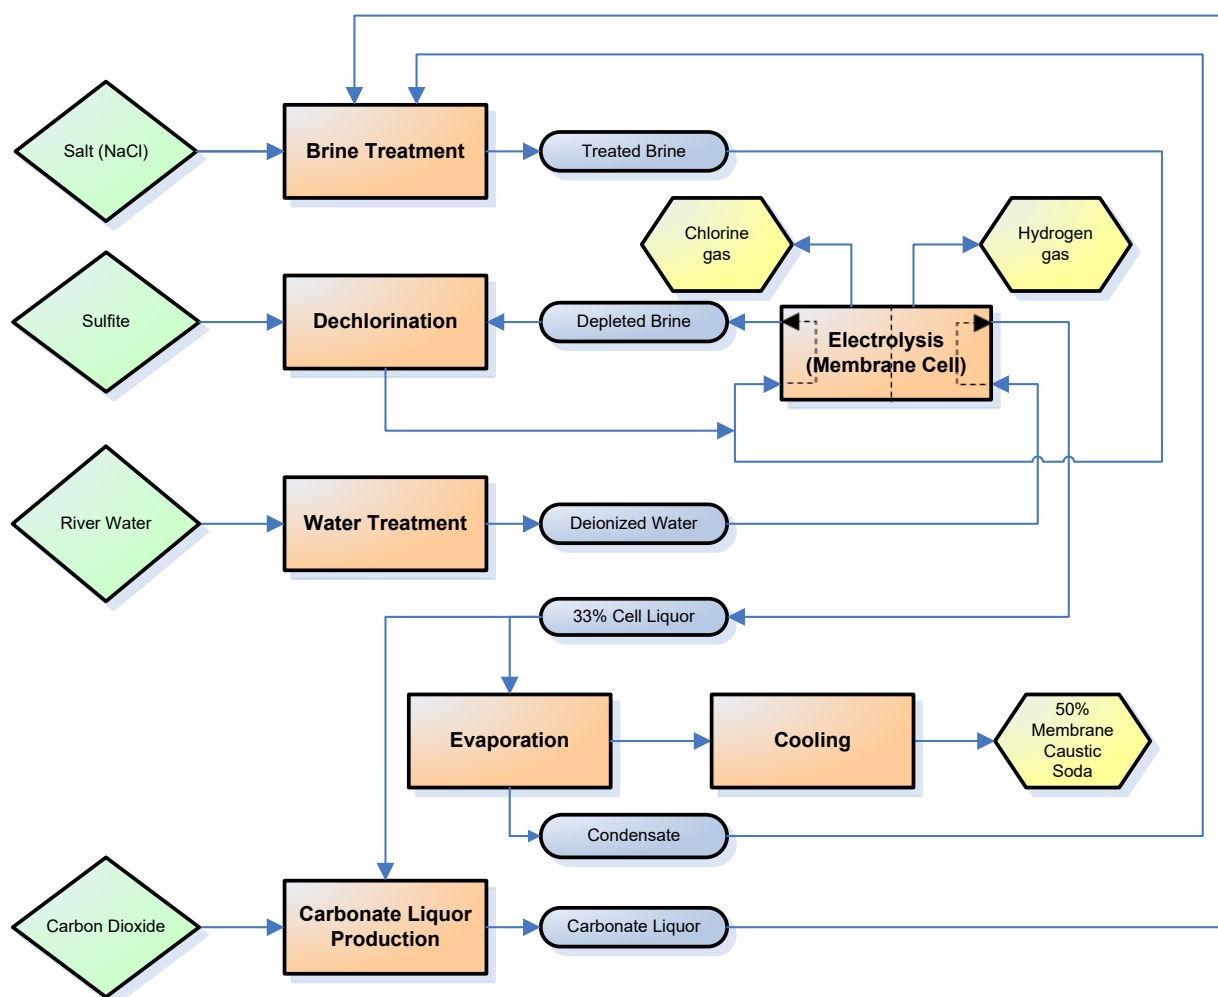 Salt (NaCl)
Brine Treatment
Treated Brine
Chlorine
gas
Hydrogen
gas
Sulfite
Dechlorination
Depleted Brine
Electrolysis
(Membrane Cell)
River Water
Water Treatment
Deionized Water
33% Cell Liquor
Evaporation
Cooling
50%
Membrane
Caustic
Soda
Condensate
Carbon Dioxide
Carbonate Liquor
Production
Carbonate Liquor